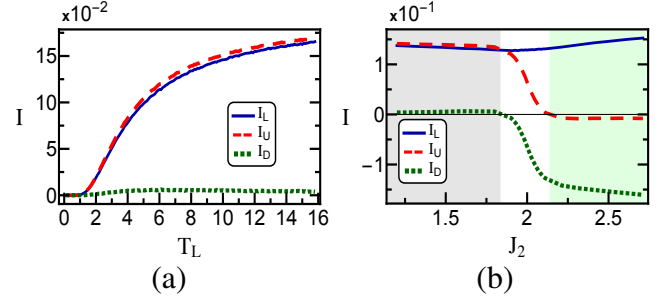 x10⁻²
15
10
5
0
I
I_L
I_U
I_D
0 2 4 6 8 10 12 14 16
T_L
(a)
x10⁻¹
1
0
−1
I
I_L
I_U
I_D
1.5 2 2.5
J_2
(b)